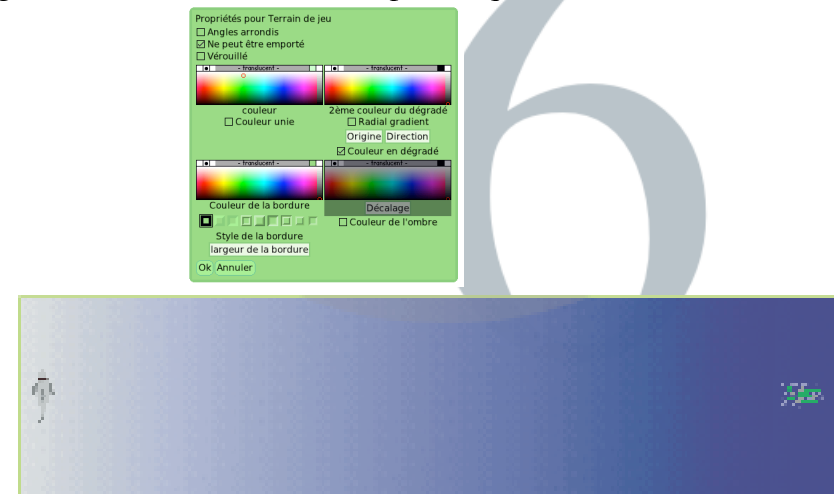 Propriétés pour Terrain de jeu
Angles arrondis
Ne peut être emporté
Vérouillé
- translucent -
- translucent -
couleur
2ème couleur du dégradé
Couleur unie
Radial gradient
Origine Direction
Couleur en dégradé
- translucent -
- translucent -
Couleur de la bordure
Décalage
Couleur de l'ombre
Style de la bordure
largeur de la bordure
Ok Annuler
6